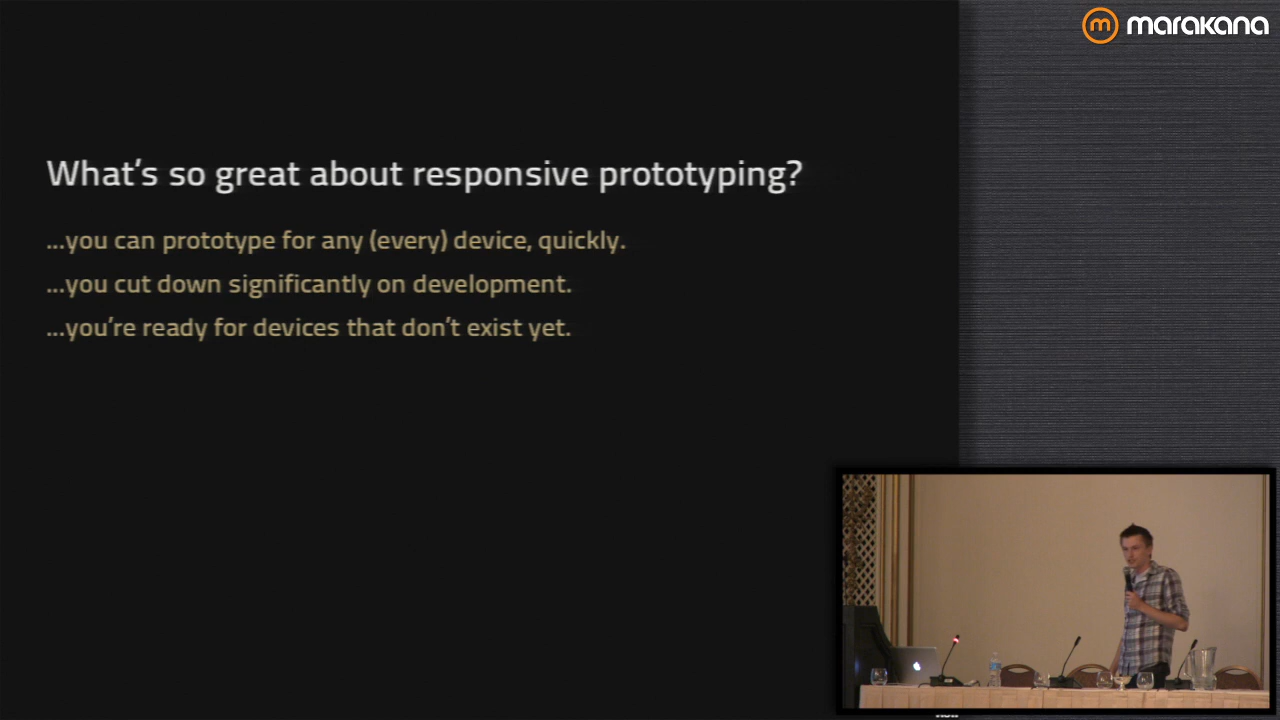 marakana
What's so great about responsive prototyping?
...you can prototype for any (every) device, quickly.
...you cut down significantly on development.
...you're ready for devices that don't exist yet.